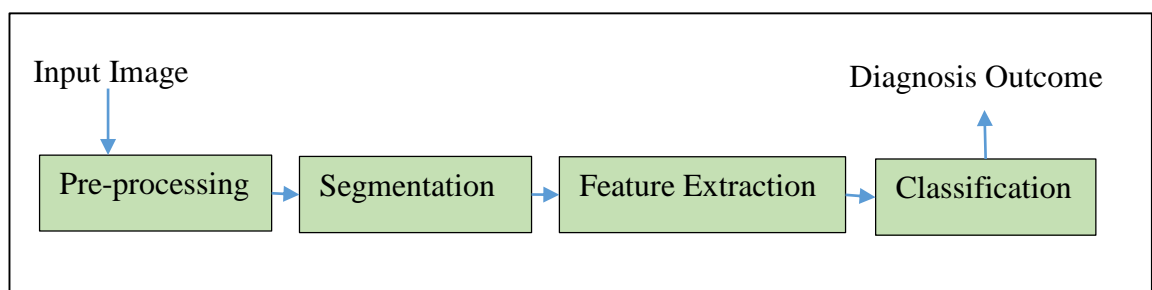 Input Image
Diagnosis Outcome
Pre-processing
Segmentation
Feature Extraction
Classification